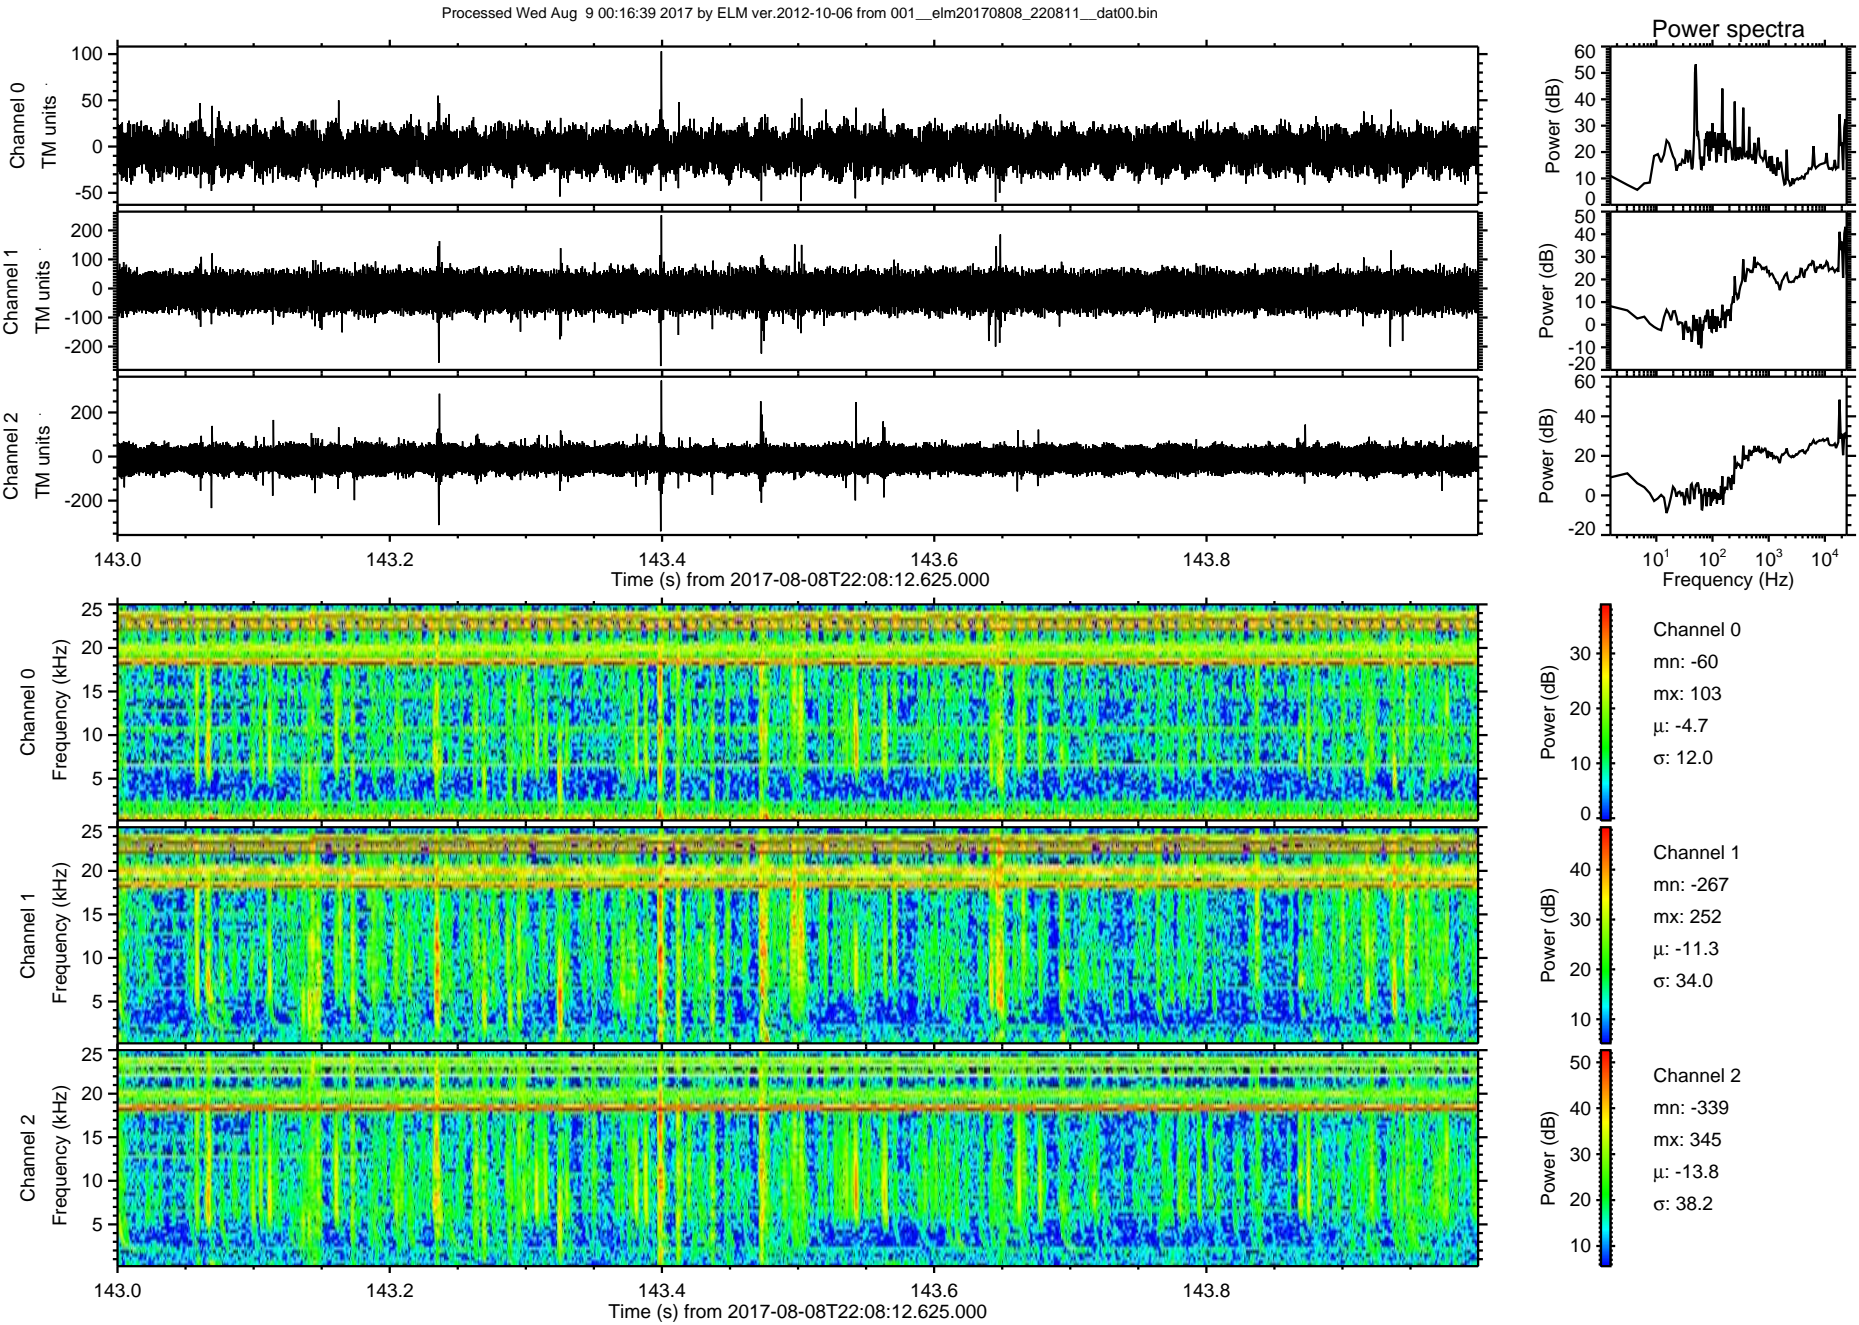 Processed Wed Aug  9 00:16:39 2017 by ELM ver.2012-10-06 from 001__elm20170808_220811__dat00.bin
Power spectra
Channel 0
TM units
100
50
0
-50
Power (dB)
60
50
40
30
20
10
0
Channel 1
TM units
200
100
0
-100
-200
Power (dB)
50
40
30
20
10
0
-10
-20
Channel 2
TM units
200
0
-200
Power (dB)
60
40
20
0
-20
143.0 143.2 143.4 143.6 143.8
Time (s) from 2017-08-08T22:08:12.625.000
10^1 10^2 10^3 10^4
Frequency (Hz)
Channel 0
Frequency (kHz)
25
20
15
10
5
Power (dB)
30
20
10
0
Channel 0
mn: -60
mx: 103
μ: -4.7
σ: 12.0
Channel 1
Frequency (kHz)
25
20
15
10
5
Power (dB)
40
30
20
10
Channel 1
mn: -267
mx: 252
μ: -11.3
σ: 34.0
Channel 2
Frequency (kHz)
25
20
15
10
5
Power (dB)
50
40
30
20
10
Channel 2
mn: -339
mx: 345
μ: -13.8
σ: 38.2
143.0 143.2 143.4 143.6 143.8
Time (s) from 2017-08-08T22:08:12.625.000